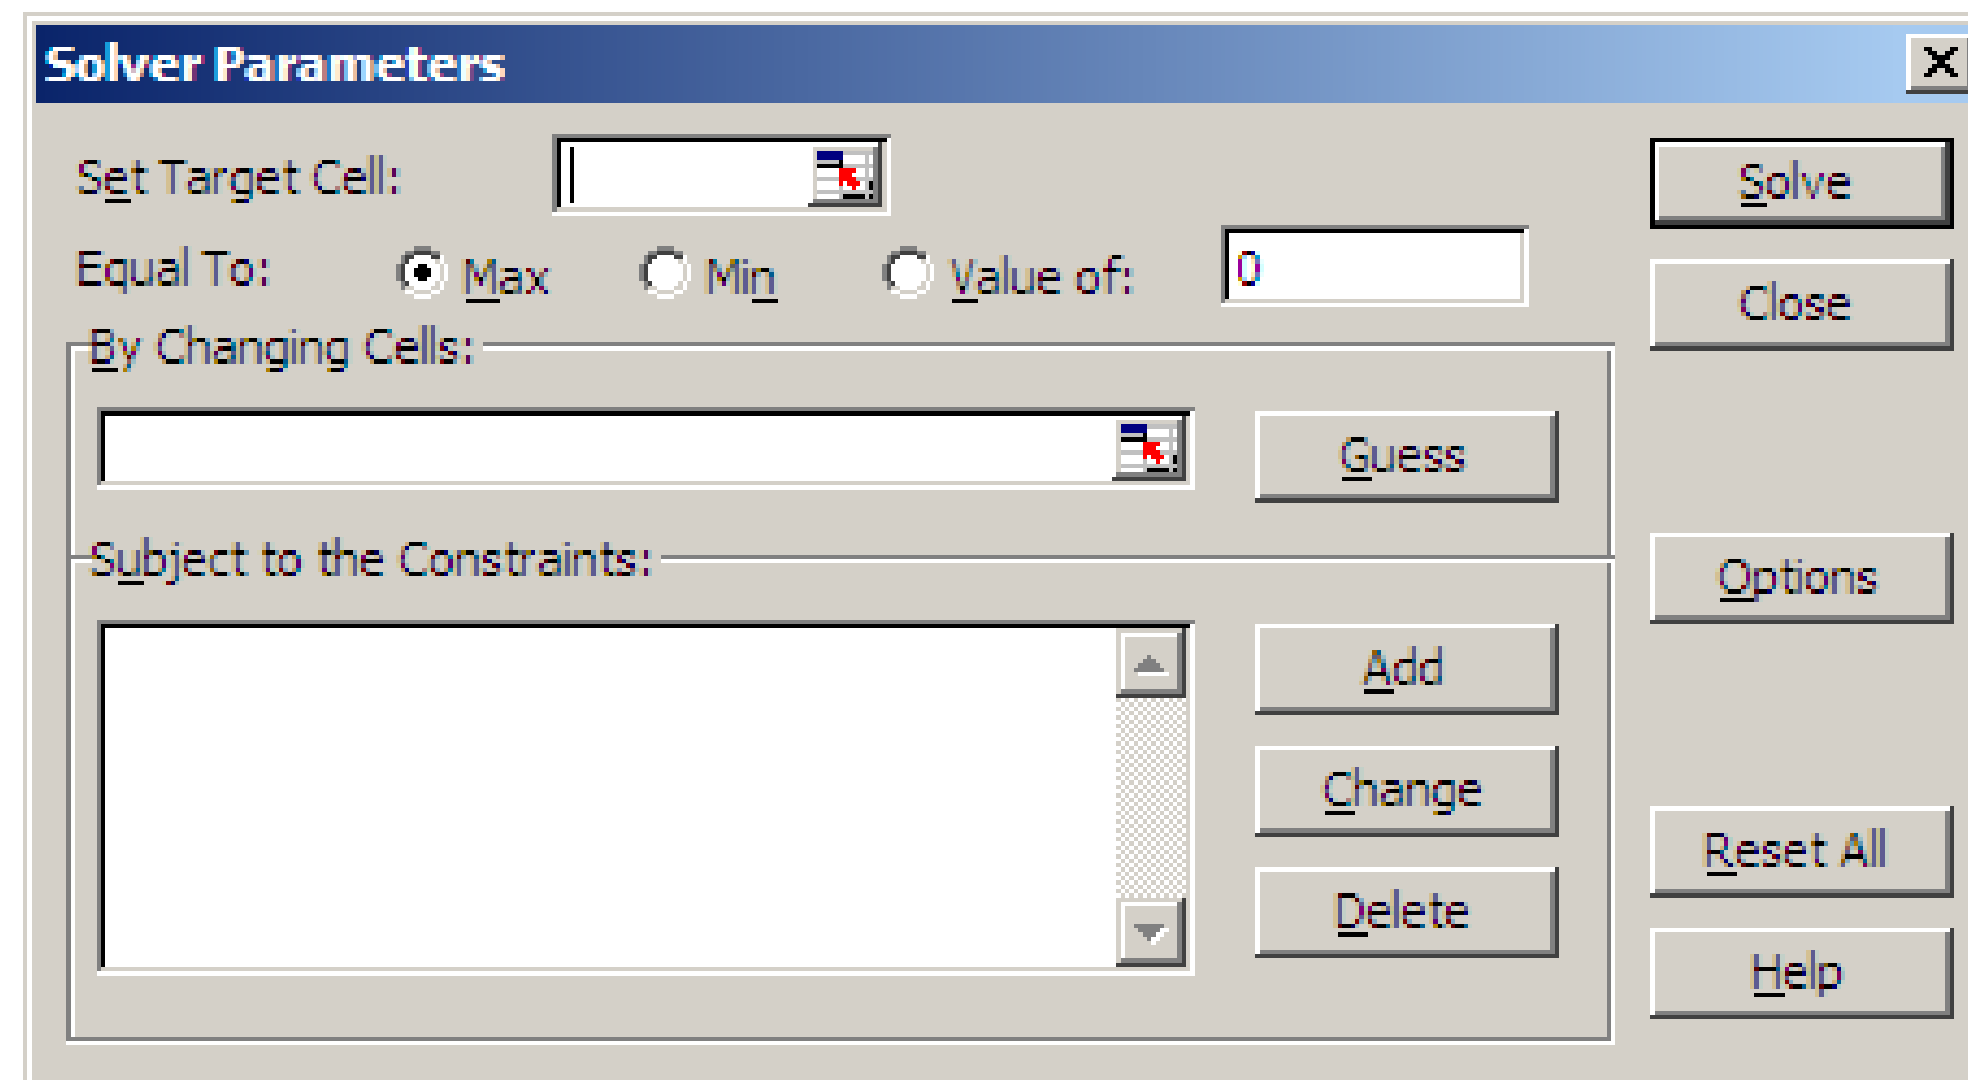 Solver Parameters
Set Target Cell:
Solve
Equal To: Max Min Value of: 0
Close
By Changing Cells:
Guess
Subject to the Constraints:
Options
Add
Change
Reset All
Delete
Help